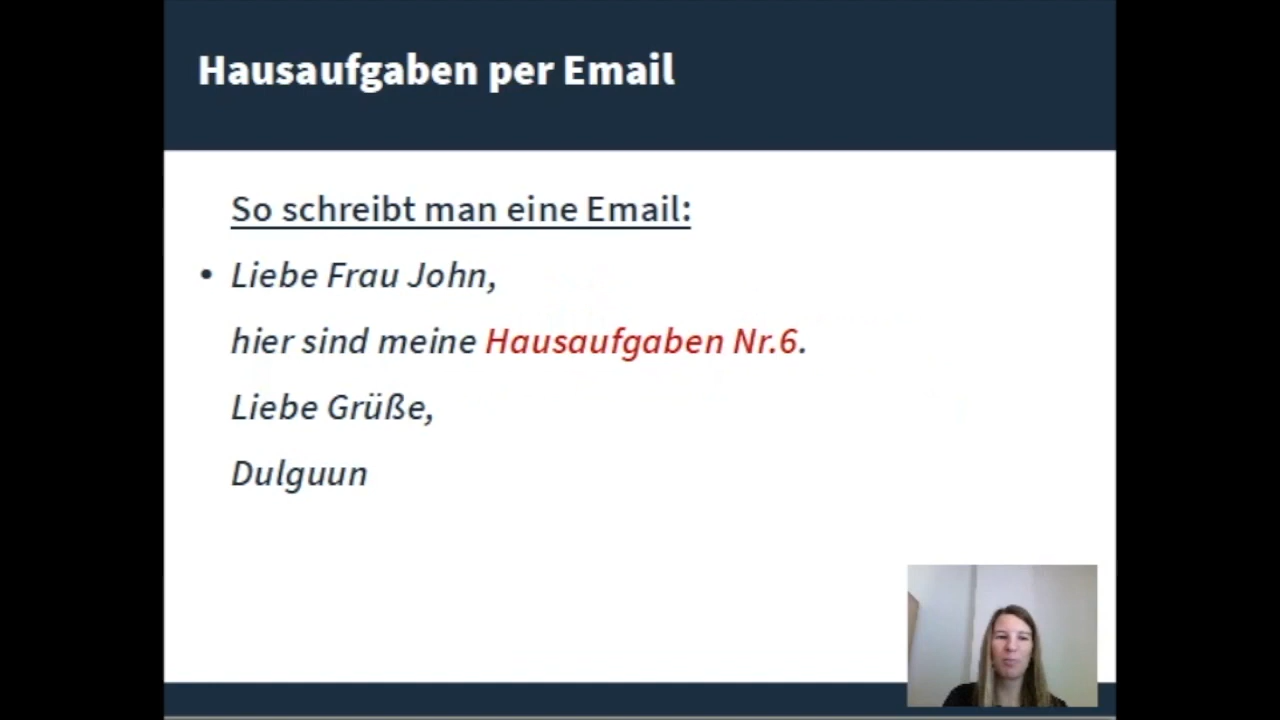 Hausaufgaben per Email
So schreibt man eine Email:
• Liebe Frau John,
hier sind meine Hausaufgaben Nr.6.
Liebe Grüße,
Dulguun